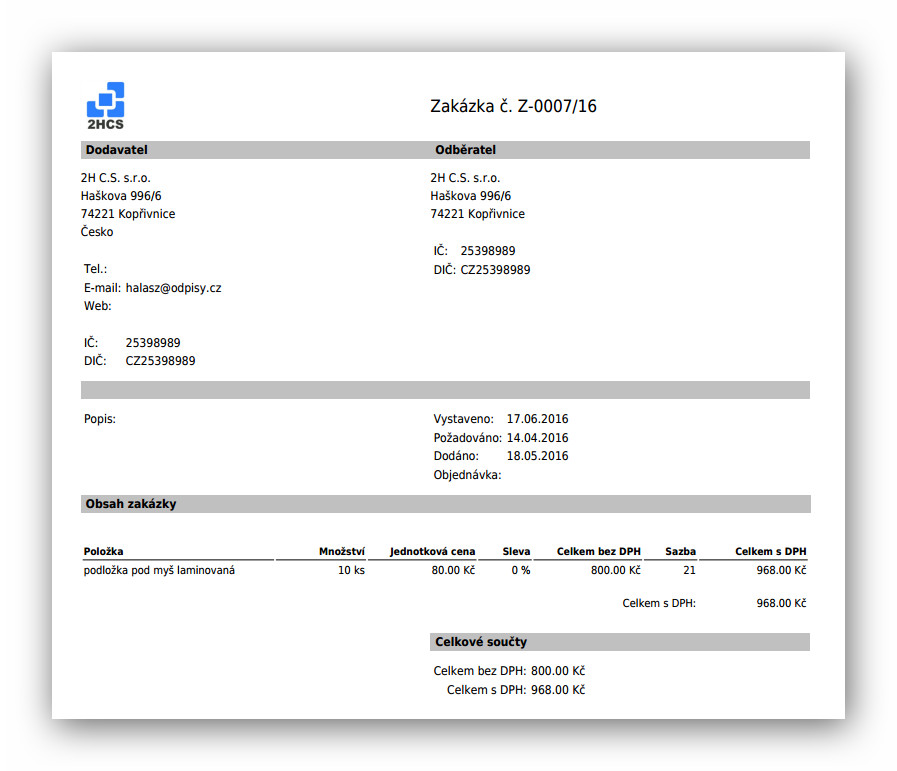 2HCS
Zakázka č. Z-0007/16
Dodavatel
Odběratel
2H C.S. s.r.o.
Haškova 996/6
74221 Kopřivnice
Česko
2H C.S. s.r.o.
Haškova 996/6
74221 Kopřivnice
IČ: 25398989
DIČ: CZ25398989
Tel.:
E-mail: halasz@odpisy.cz
Web:
IČ: 25398989
DIČ: CZ25398989
Popis:
Vystaveno: 17.06.2016
Požadováno: 14.04.2016
Dodáno: 18.05.2016
Objednávka:
Obsah zakázky
Položka Množství Jednotková cena Sleva Celkem bez DPH Sazba Celkem s DPH
podložka pod myš laminovaná 10 ks 80.00 Kč 0 % 800.00 Kč 21 968.00 Kč
Celkem s DPH: 968.00 Kč
Celkové součty
Celkem bez DPH: 800.00 Kč
Celkem s DPH: 968.00 Kč